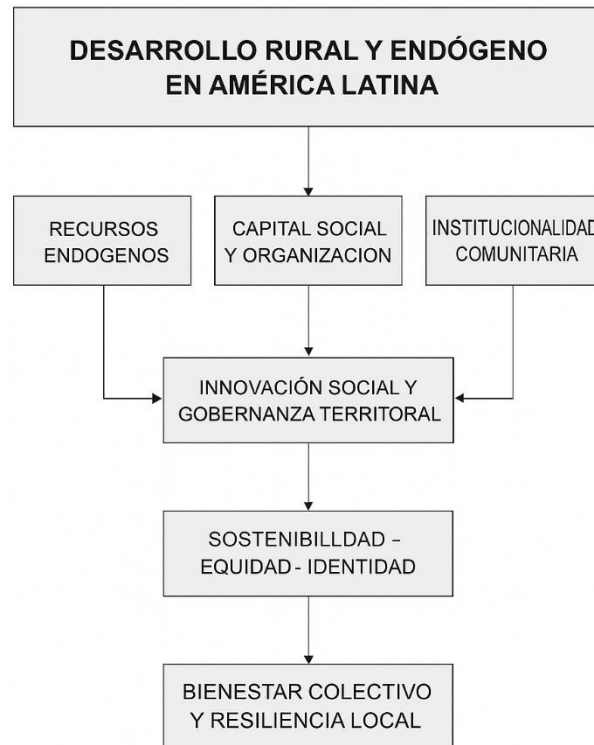 DESARROLLO RURAL Y ENDÓGENO
EN AMÉRICA LATINA
RECURSOS
ENDOGENOS
CAPITAL SOCIAL
Y ORGANIZACION
INSTITUCIONALIDAD
COMUNITARIA
INNOVACIÓN SOCIAL Y
GOBERNANZA TERRITORAL
SOSTENIBILLDAD –
EQUIDAD - IDENTIDAD
BIENESTAR COLECTIVO
Y RESILIENCIA LOCAL